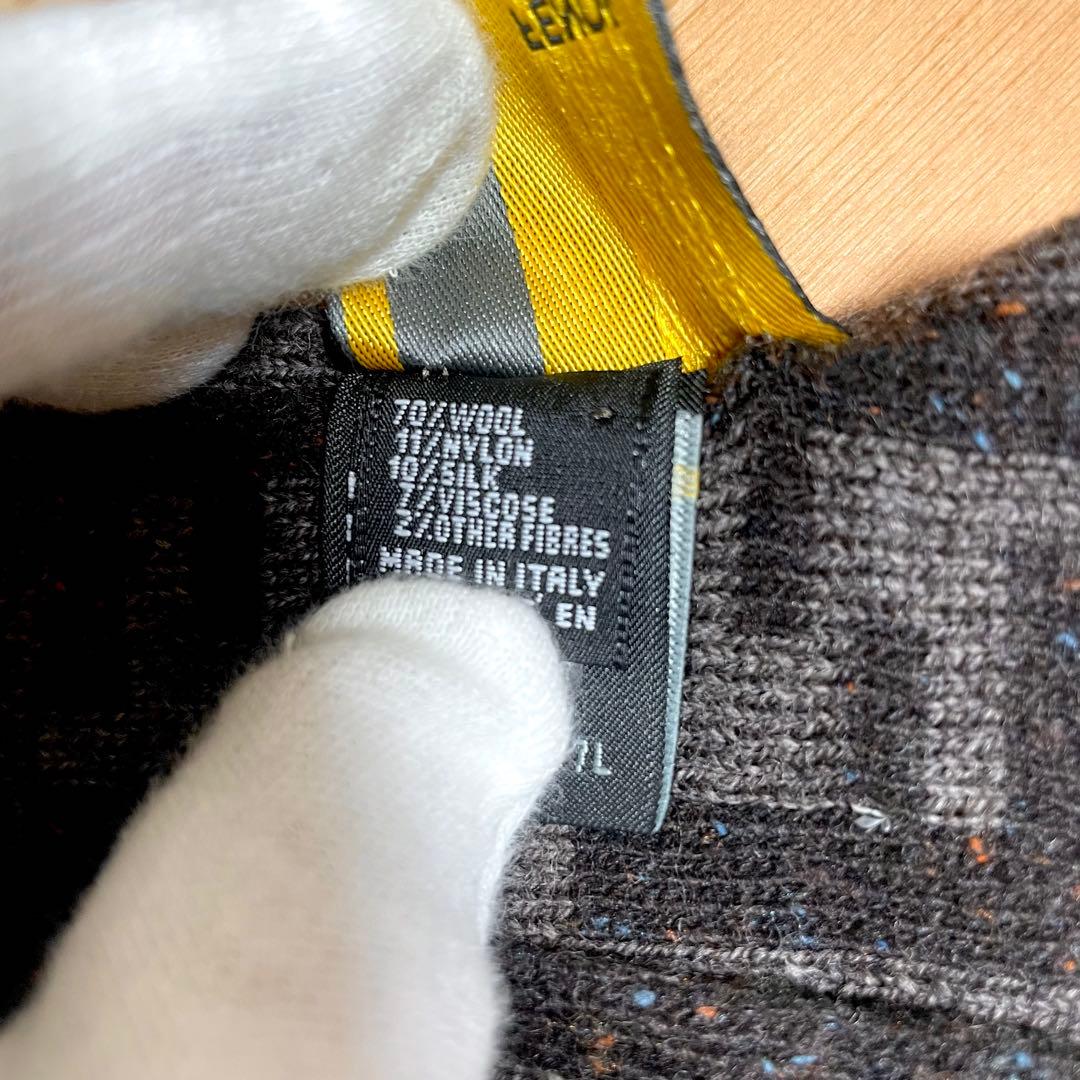 FENDI
70%WOOL
11%NYLON
10%SILK
7%VISCOSE
2%OTHER FIBRES
MADE IN ITALY
EN